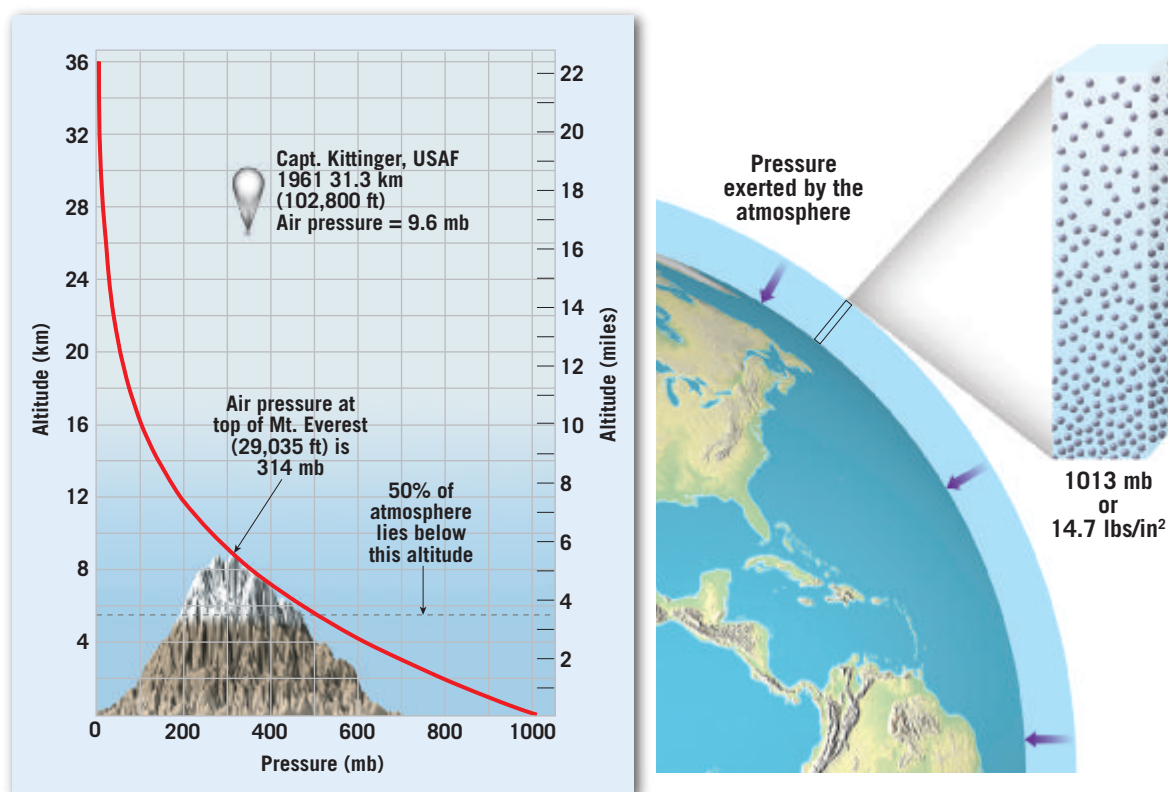 36
32
28
24
20
16
12
8
4
Altitude (km)
22
20
18
16
14
12
10
8
6
4
2
Altitude (miles)
0
200
400
600
800
1000
Pressure (mb)
Capt. Kittinger, USAF
1961 31.3 km
(102,800 ft)
Air pressure = 9.6 mb
Air pressure at
top of Mt. Everest
(29,035 ft) is
314 mb
50% of
atmosphere
lies below
this altitude
Pressure
exerted by the
atmosphere
1013 mb
or
14.7 lbs/in²